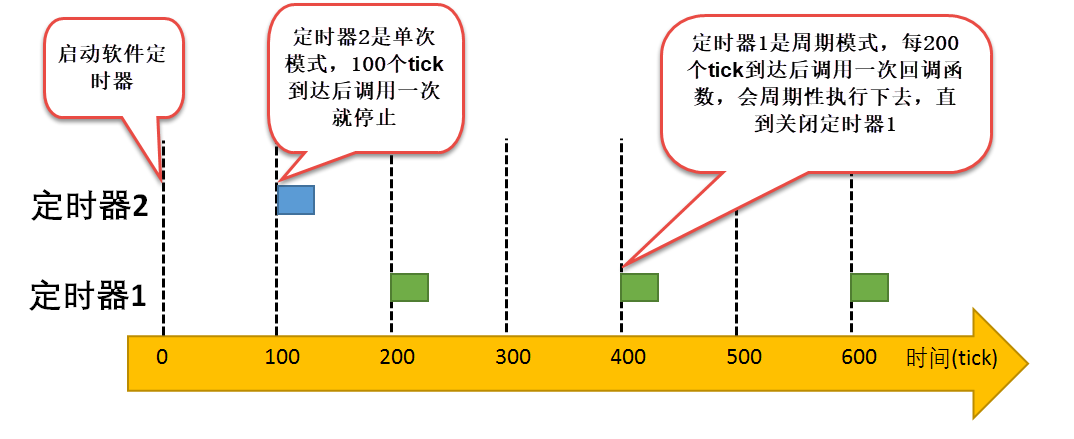 启动软件定
时器
定时器2是单次
模式，100个tick
到达后调用一次
就停止
定时器1是周期模式，每200
个tick到达后调用一次回调函
数，会周期性执行下去，直
到关闭定时器1
定时器2
定时器1
0 100 200 300 400 500 600 时间(tick)